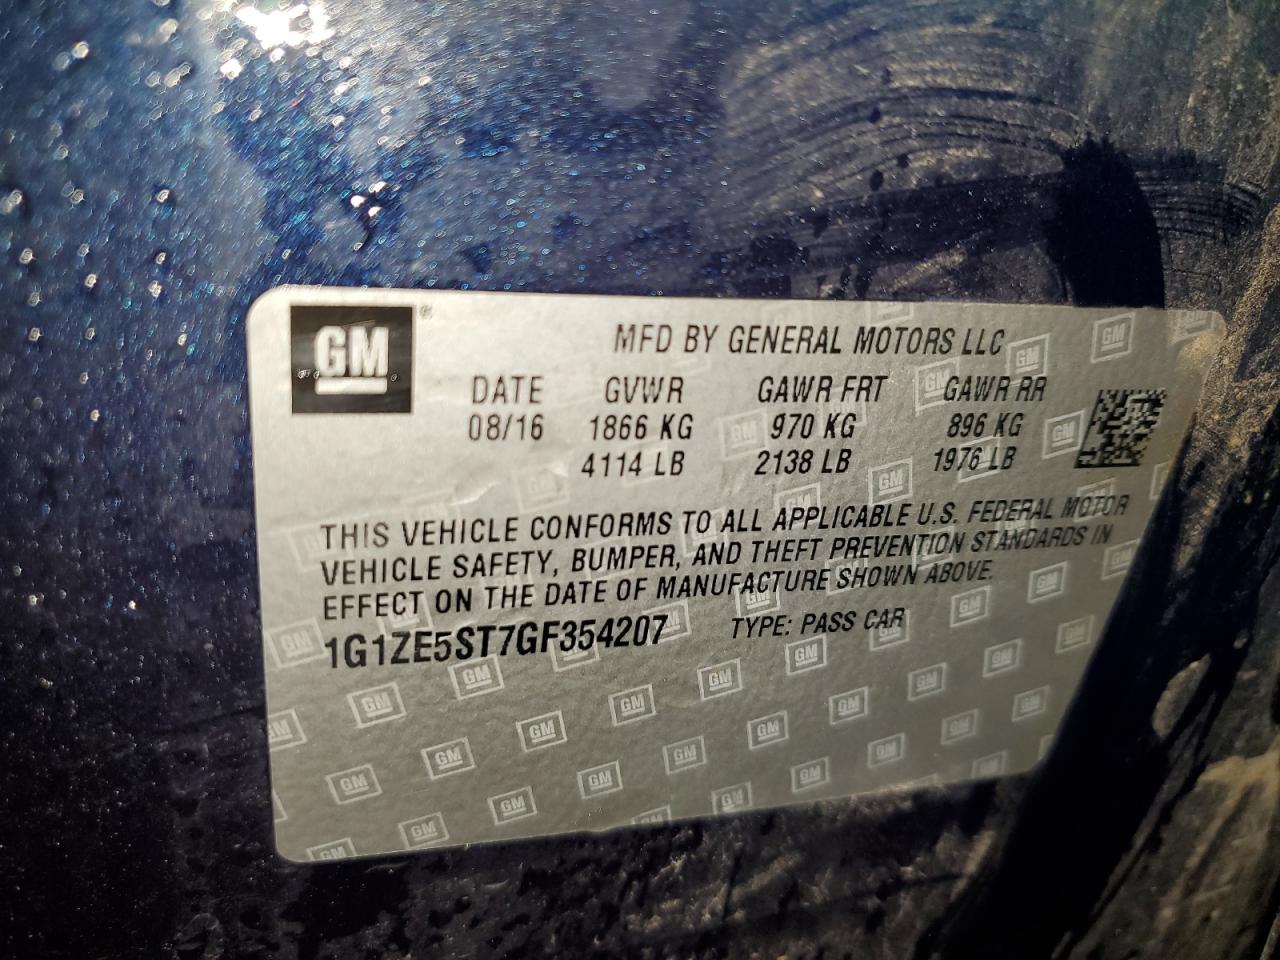 GM
MFD BY GENERAL MOTORS LLC
DATE GVWR GAWR FRT GAWR RR
08/16 1866 KG 970 KG 896 KG
4114 LB 2138 LB 1976 LB
THIS VEHICLE CONFORMS TO ALL APPLICABLE U.S. FEDERAL MOTOR
VEHICLE SAFETY, BUMPER, AND THEFT PREVENTION STANDARDS IN
EFFECT ON THE DATE OF MANUFACTURE SHOWN ABOVE.
1G1ZE5ST7GF354207 TYPE: PASS CAR